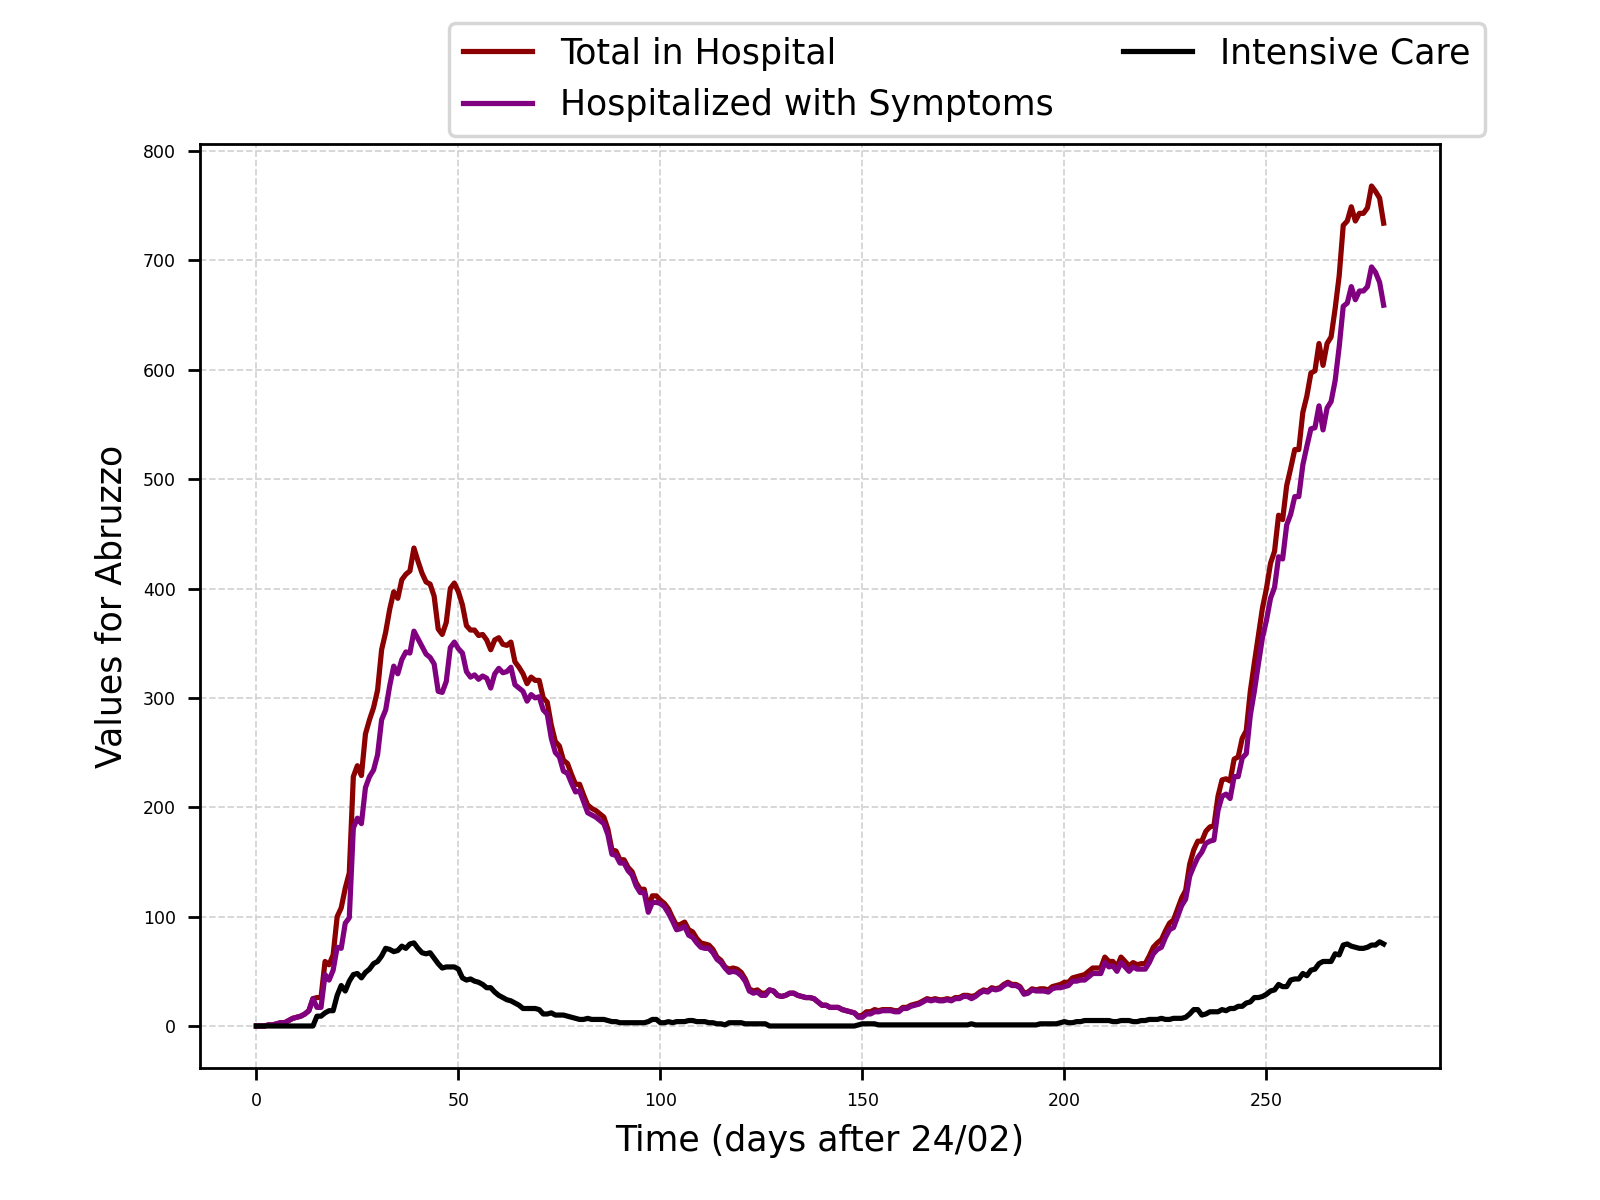 Total in Hospital
Hospitalized with Symptoms
Intensive Care
800
700
600
500
400
300
200
100
0
Values for Abruzzo
0 50 100 150 200 250
Time (days after 24/02)